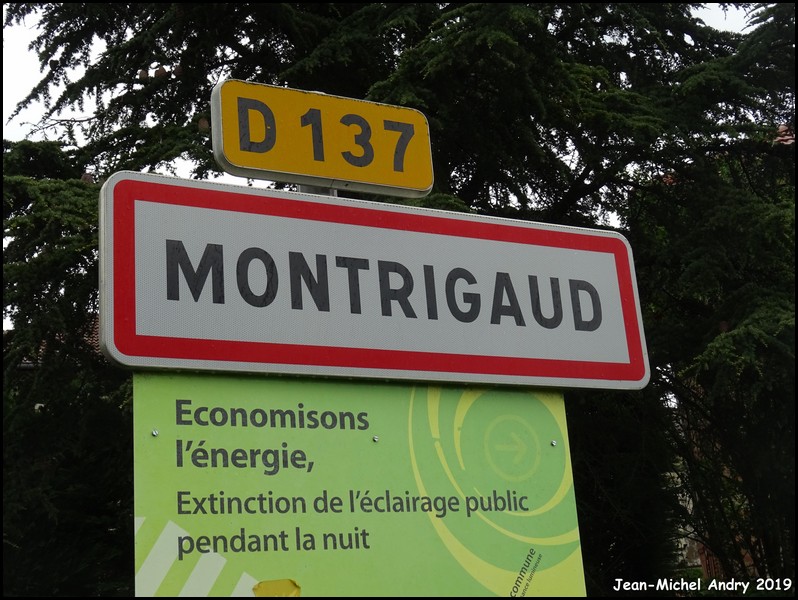 D 137
MONTRIGAUD
Economisons
l'énergie,
Extinction de l'éclairage public
pendant la nuit
commune
Jean-Michel Andry 2019